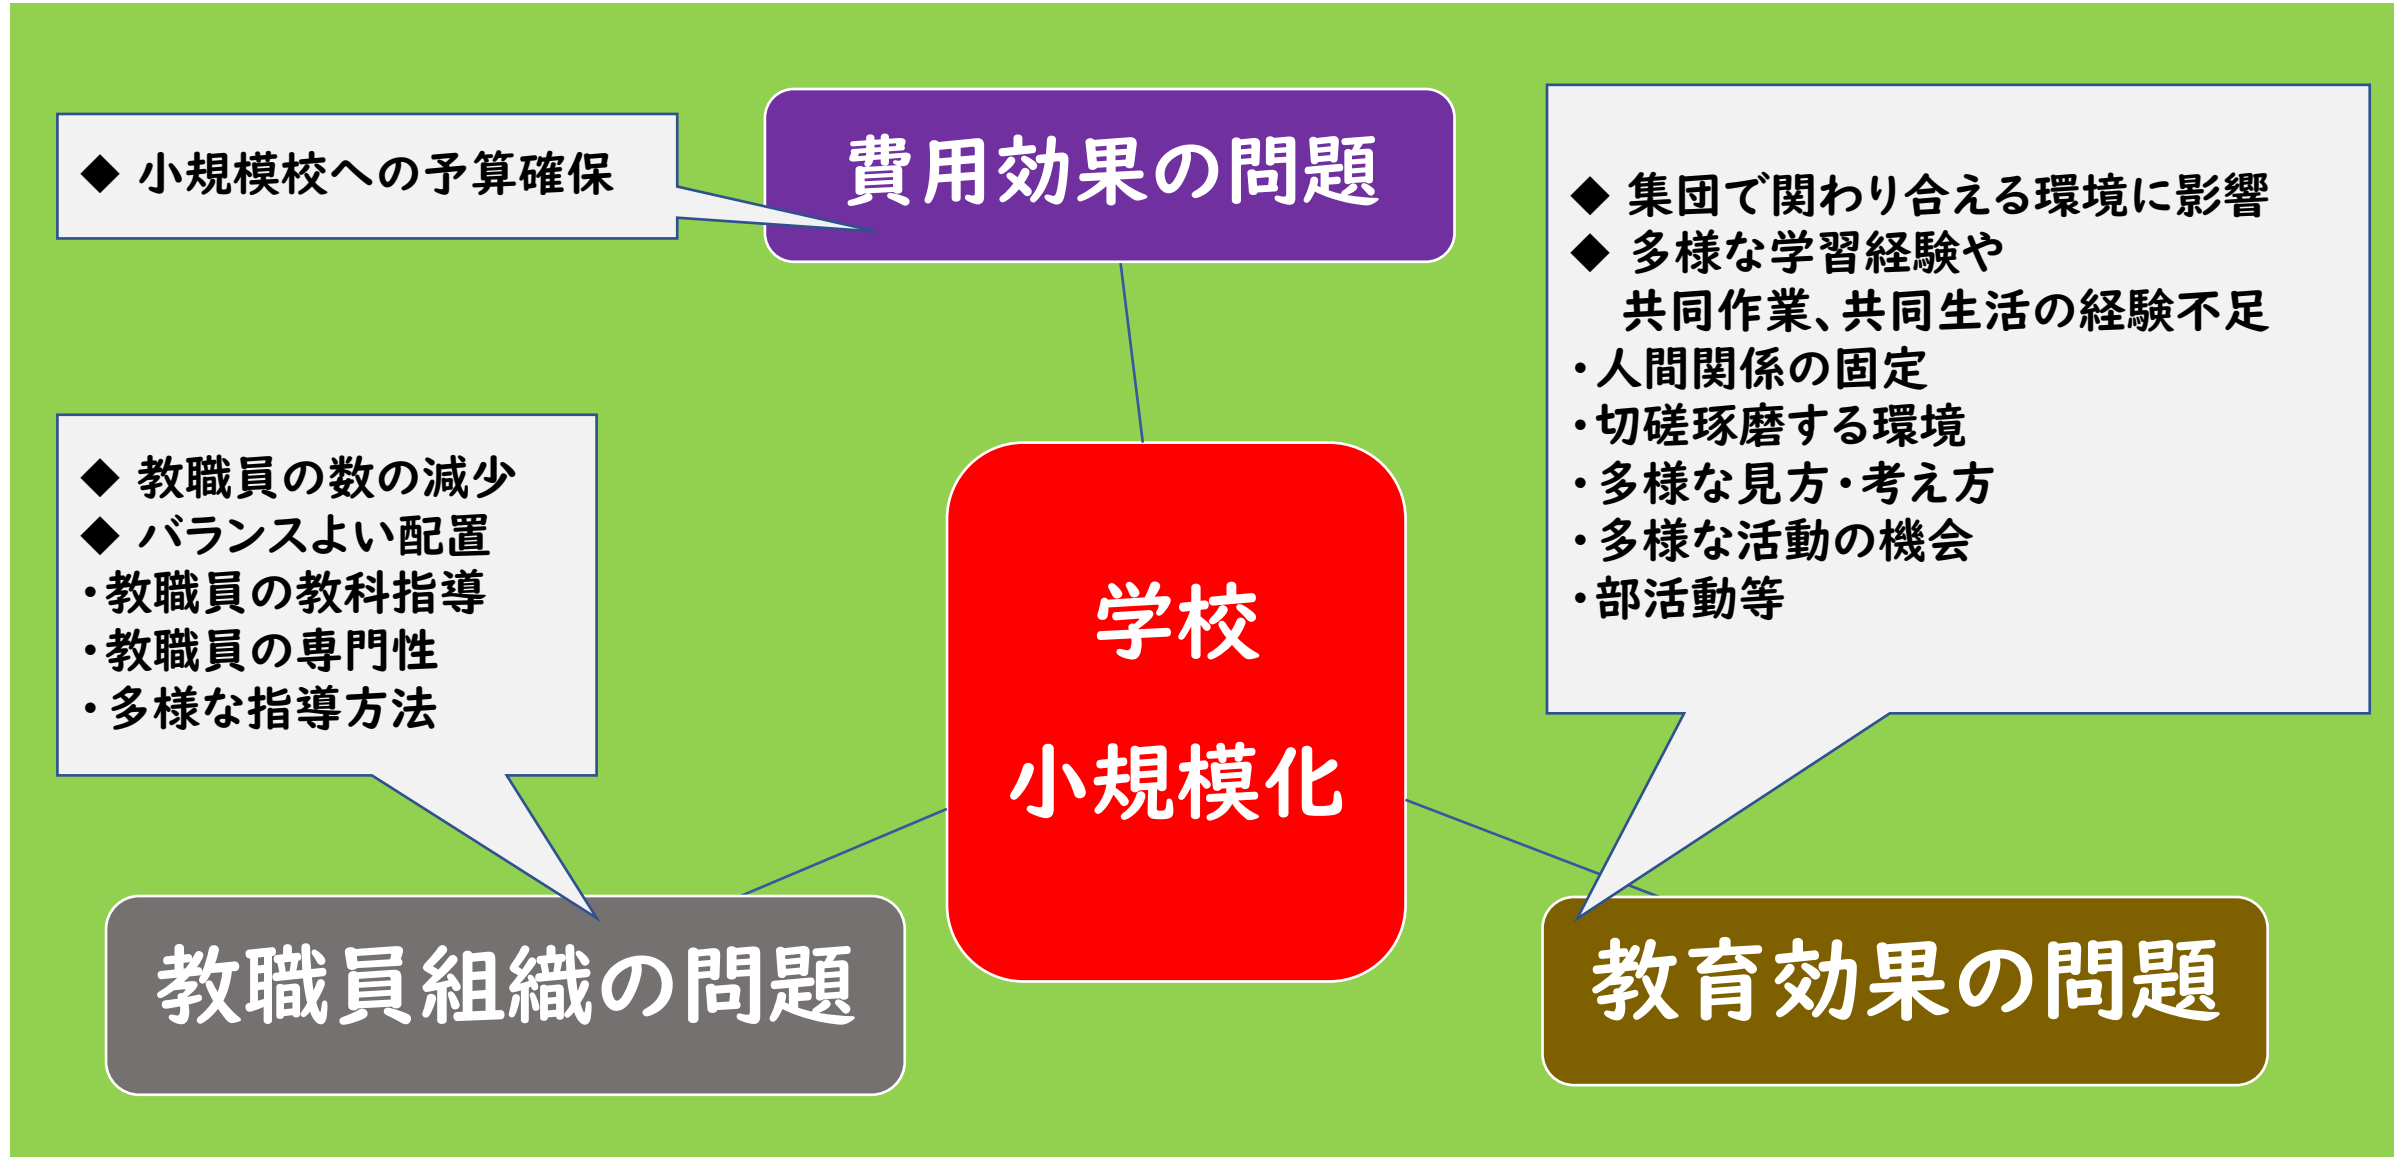 費用効果の問題
◆ 小規模校への予算確保
◆ 集団で関わり合える環境に影響
◆ 多様な学習経験や
共同作業、共同生活の経験不足
・人間関係の固定
・切磋琢磨する環境
・多様な見方・考え方
・多様な活動の機会
・部活動等
◆ 教職員の数の減少
◆ バランスよい配置
・教職員の教科指導
・教職員の専門性
・多様な指導方法
学校
小規模化
教職員組織の問題
教育効果の問題